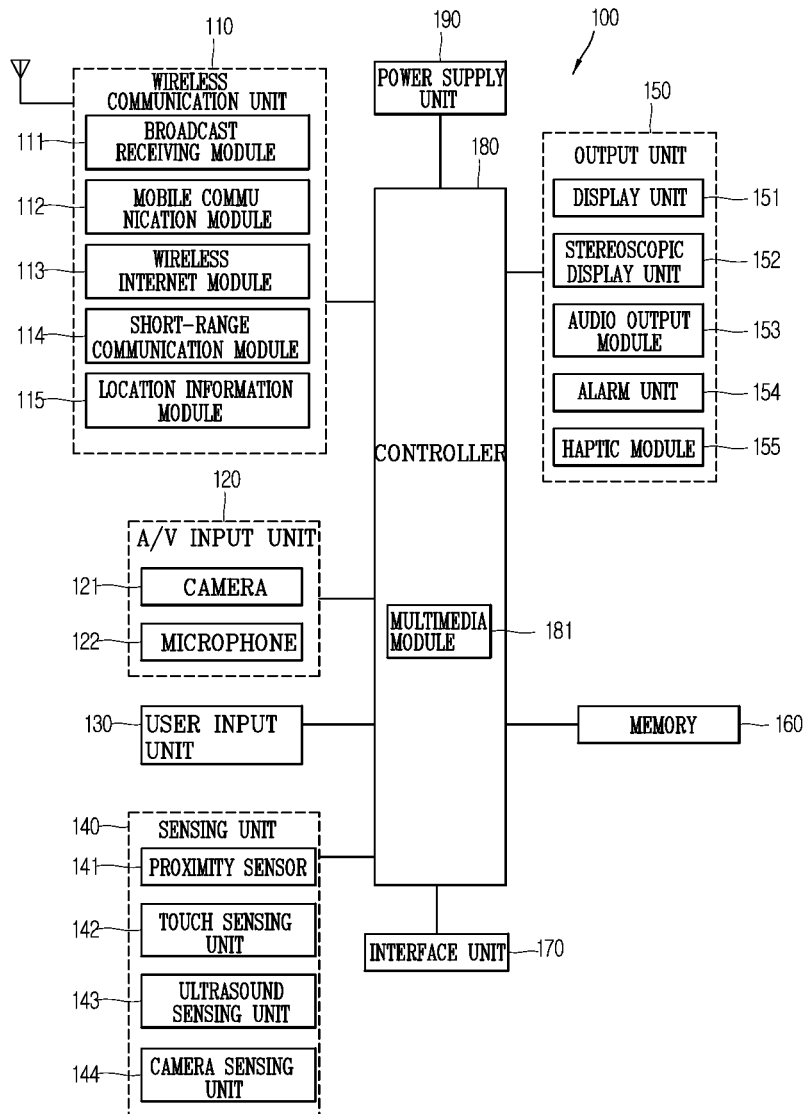 100
110
WIRELESS
COMMUNICATION UNIT
111
BROADCAST
RECEIVING MODULE
112
MOBILE COMMU
NICATION MODULE
113
WIRELESS
INTERNET MODULE
114
SHORT-RANGE
COMMUNICATION MODULE
115
LOCATION INFORMATION
MODULE
120
A/V INPUT UNIT
121
CAMERA
122
MICROPHONE
130
USER INPUT
UNIT
140
SENSING UNIT
141
PROXIMITY SENSOR
142
TOUCH SENSING
UNIT
143
ULTRASOUND
SENSING UNIT
144
CAMERA SENSING
UNIT
190
POWER SUPPLY
UNIT
180
CONTROLLER
MULTIMEDIA
MODULE
181
INTERFACE UNIT
170
150
OUTPUT UNIT
DISPLAY UNIT
151
STEREOSCOPIC
DISPLAY UNIT
152
AUDIO OUTPUT
MODULE
153
ALARM UNIT
154
HAPTIC MODULE
155
MEMORY
160